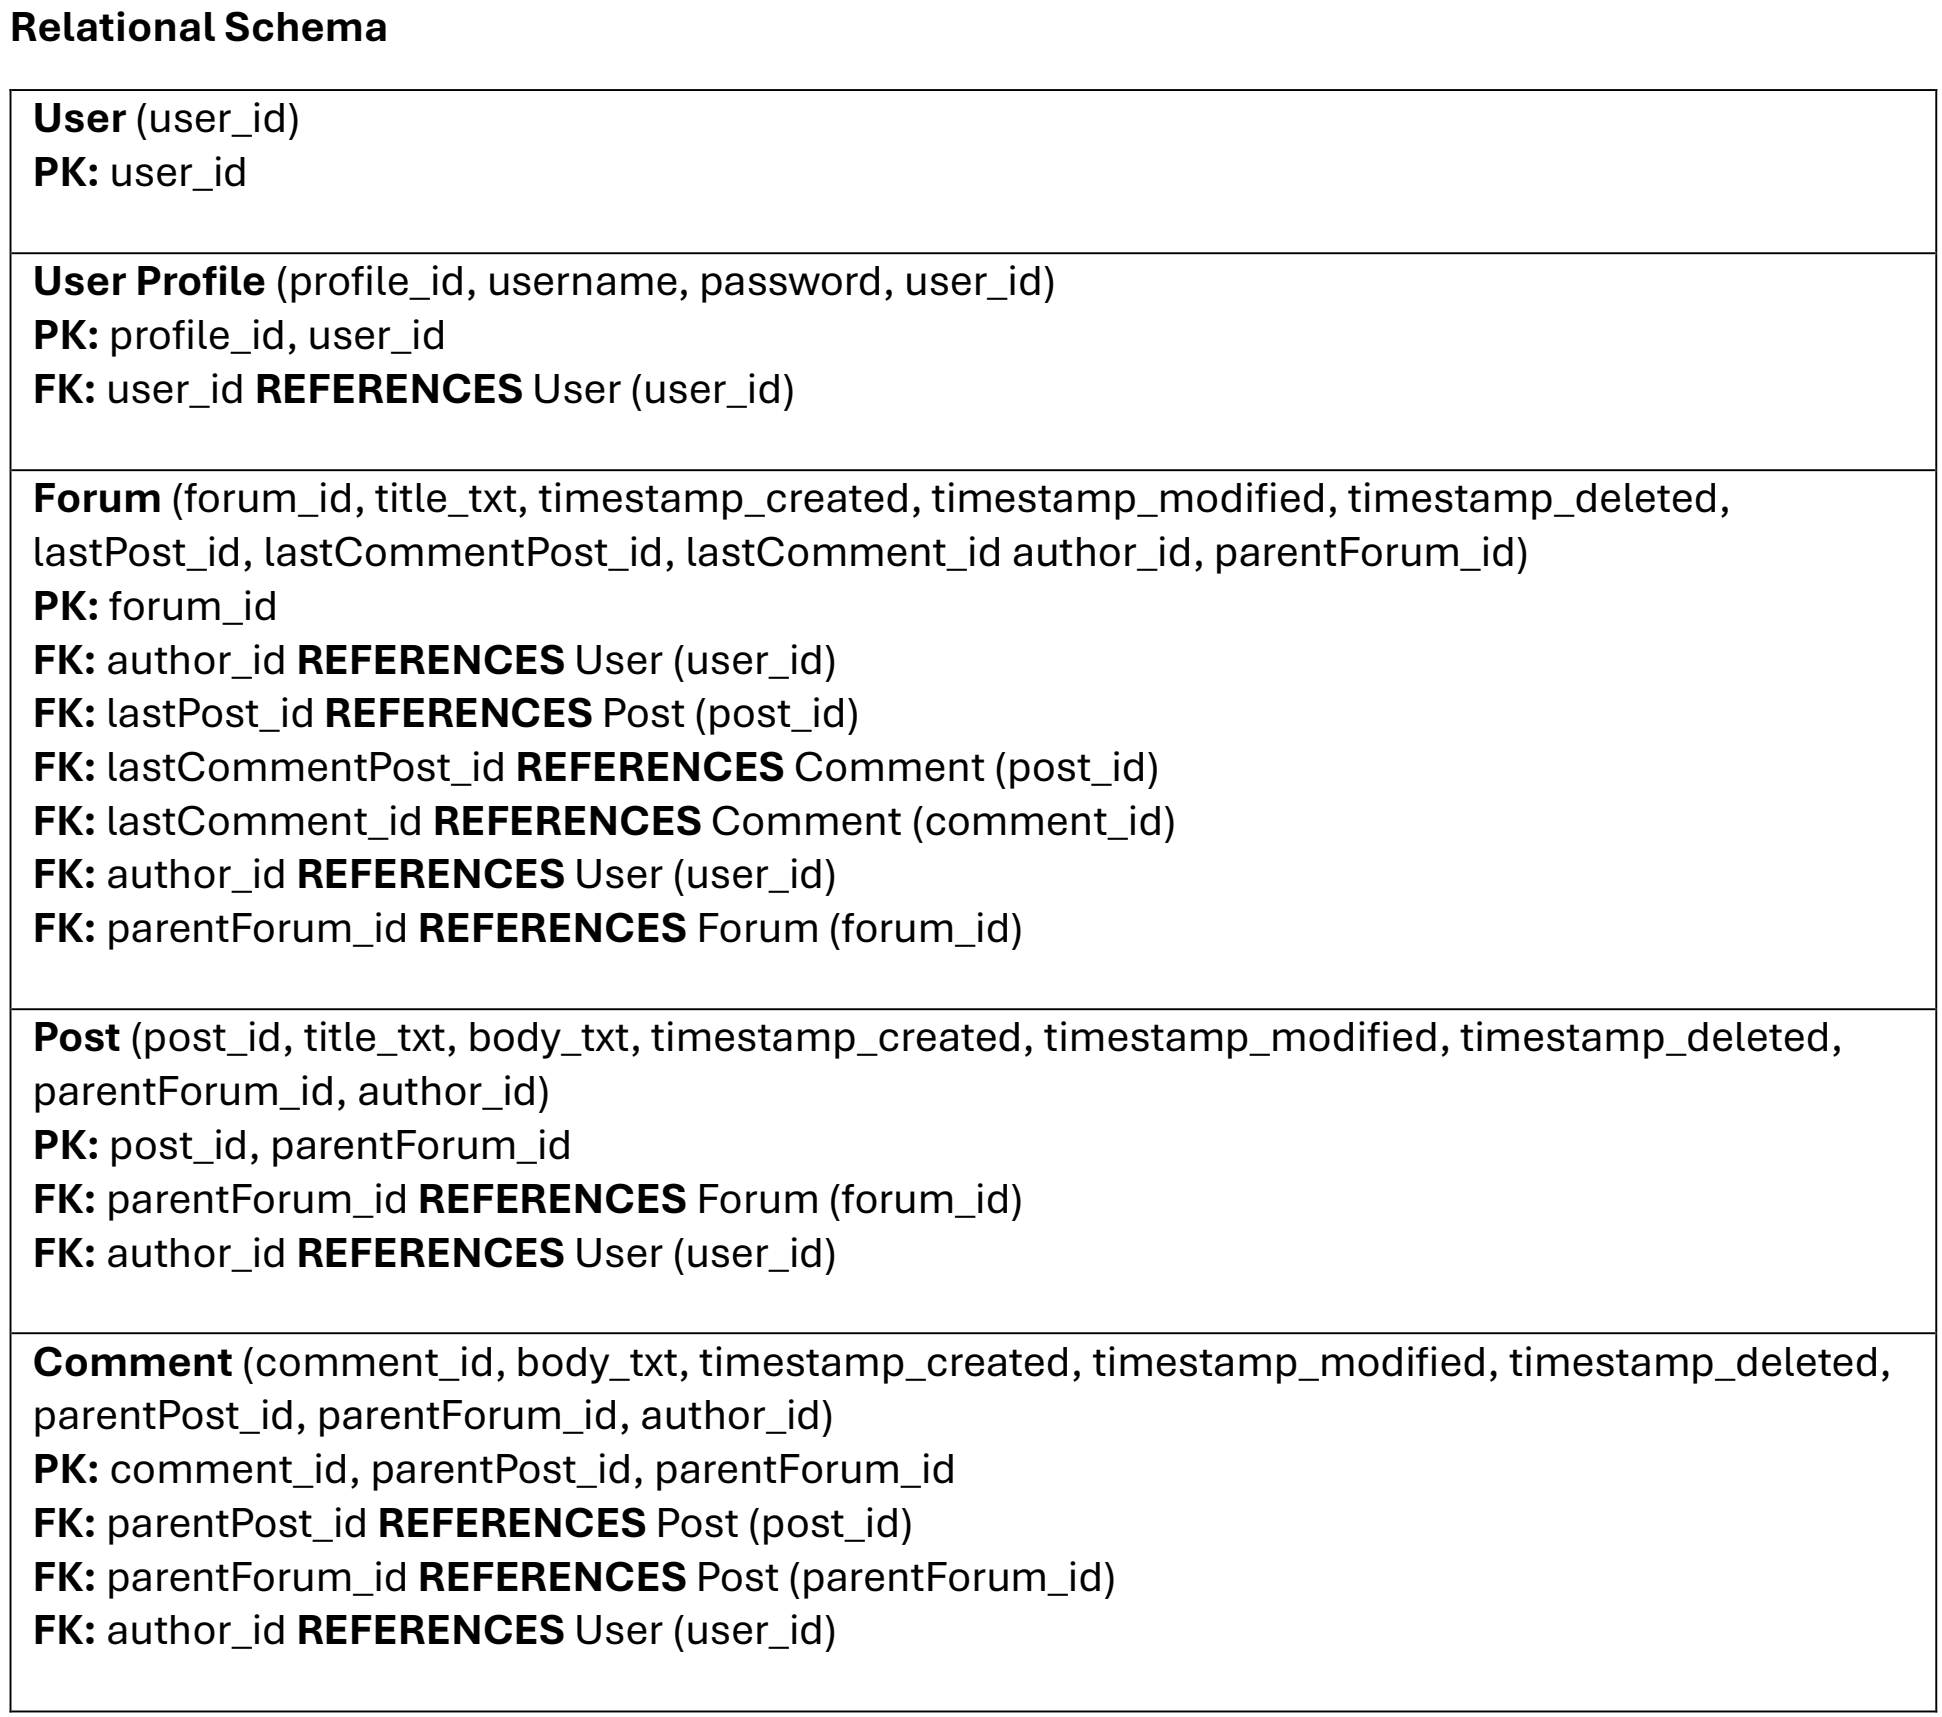 Relational Schema
User (user_id)
PK: user_id
User Profile (profile_id, username, password, user_id)
PK: profile_id, user_id
FK: user_id REFERENCES User (user_id)
Forum (forum_id, title_txt, timestamp_created, timestamp_modified, timestamp_deleted,
lastPost_id, lastCommentPost_id, lastComment_id author_id, parentForum_id)
PK: forum_id
FK: author_id REFERENCES User (user_id)
FK: lastPost_id REFERENCES Post (post_id)
FK: lastCommentPost_id REFERENCES Comment (post_id)
FK: lastComment_id REFERENCES Comment (comment_id)
FK: author_id REFERENCES User (user_id)
FK: parentForum_id REFERENCES Forum (forum_id)
Post (post_id, title_txt, body_txt, timestamp_created, timestamp_modified, timestamp_deleted,
parentForum_id, author_id)
PK: post_id, parentForum_id
FK: parentForum_id REFERENCES Forum (forum_id)
FK: author_id REFERENCES User (user_id)
Comment (comment_id, body_txt, timestamp_created, timestamp_modified, timestamp_deleted,
parentPost_id, parentForum_id, author_id)
PK: comment_id, parentPost_id, parentForum_id
FK: parentPost_id REFERENCES Post (post_id)
FK: parentForum_id REFERENCES Post (parentForum_id)
FK: author_id REFERENCES User (user_id)